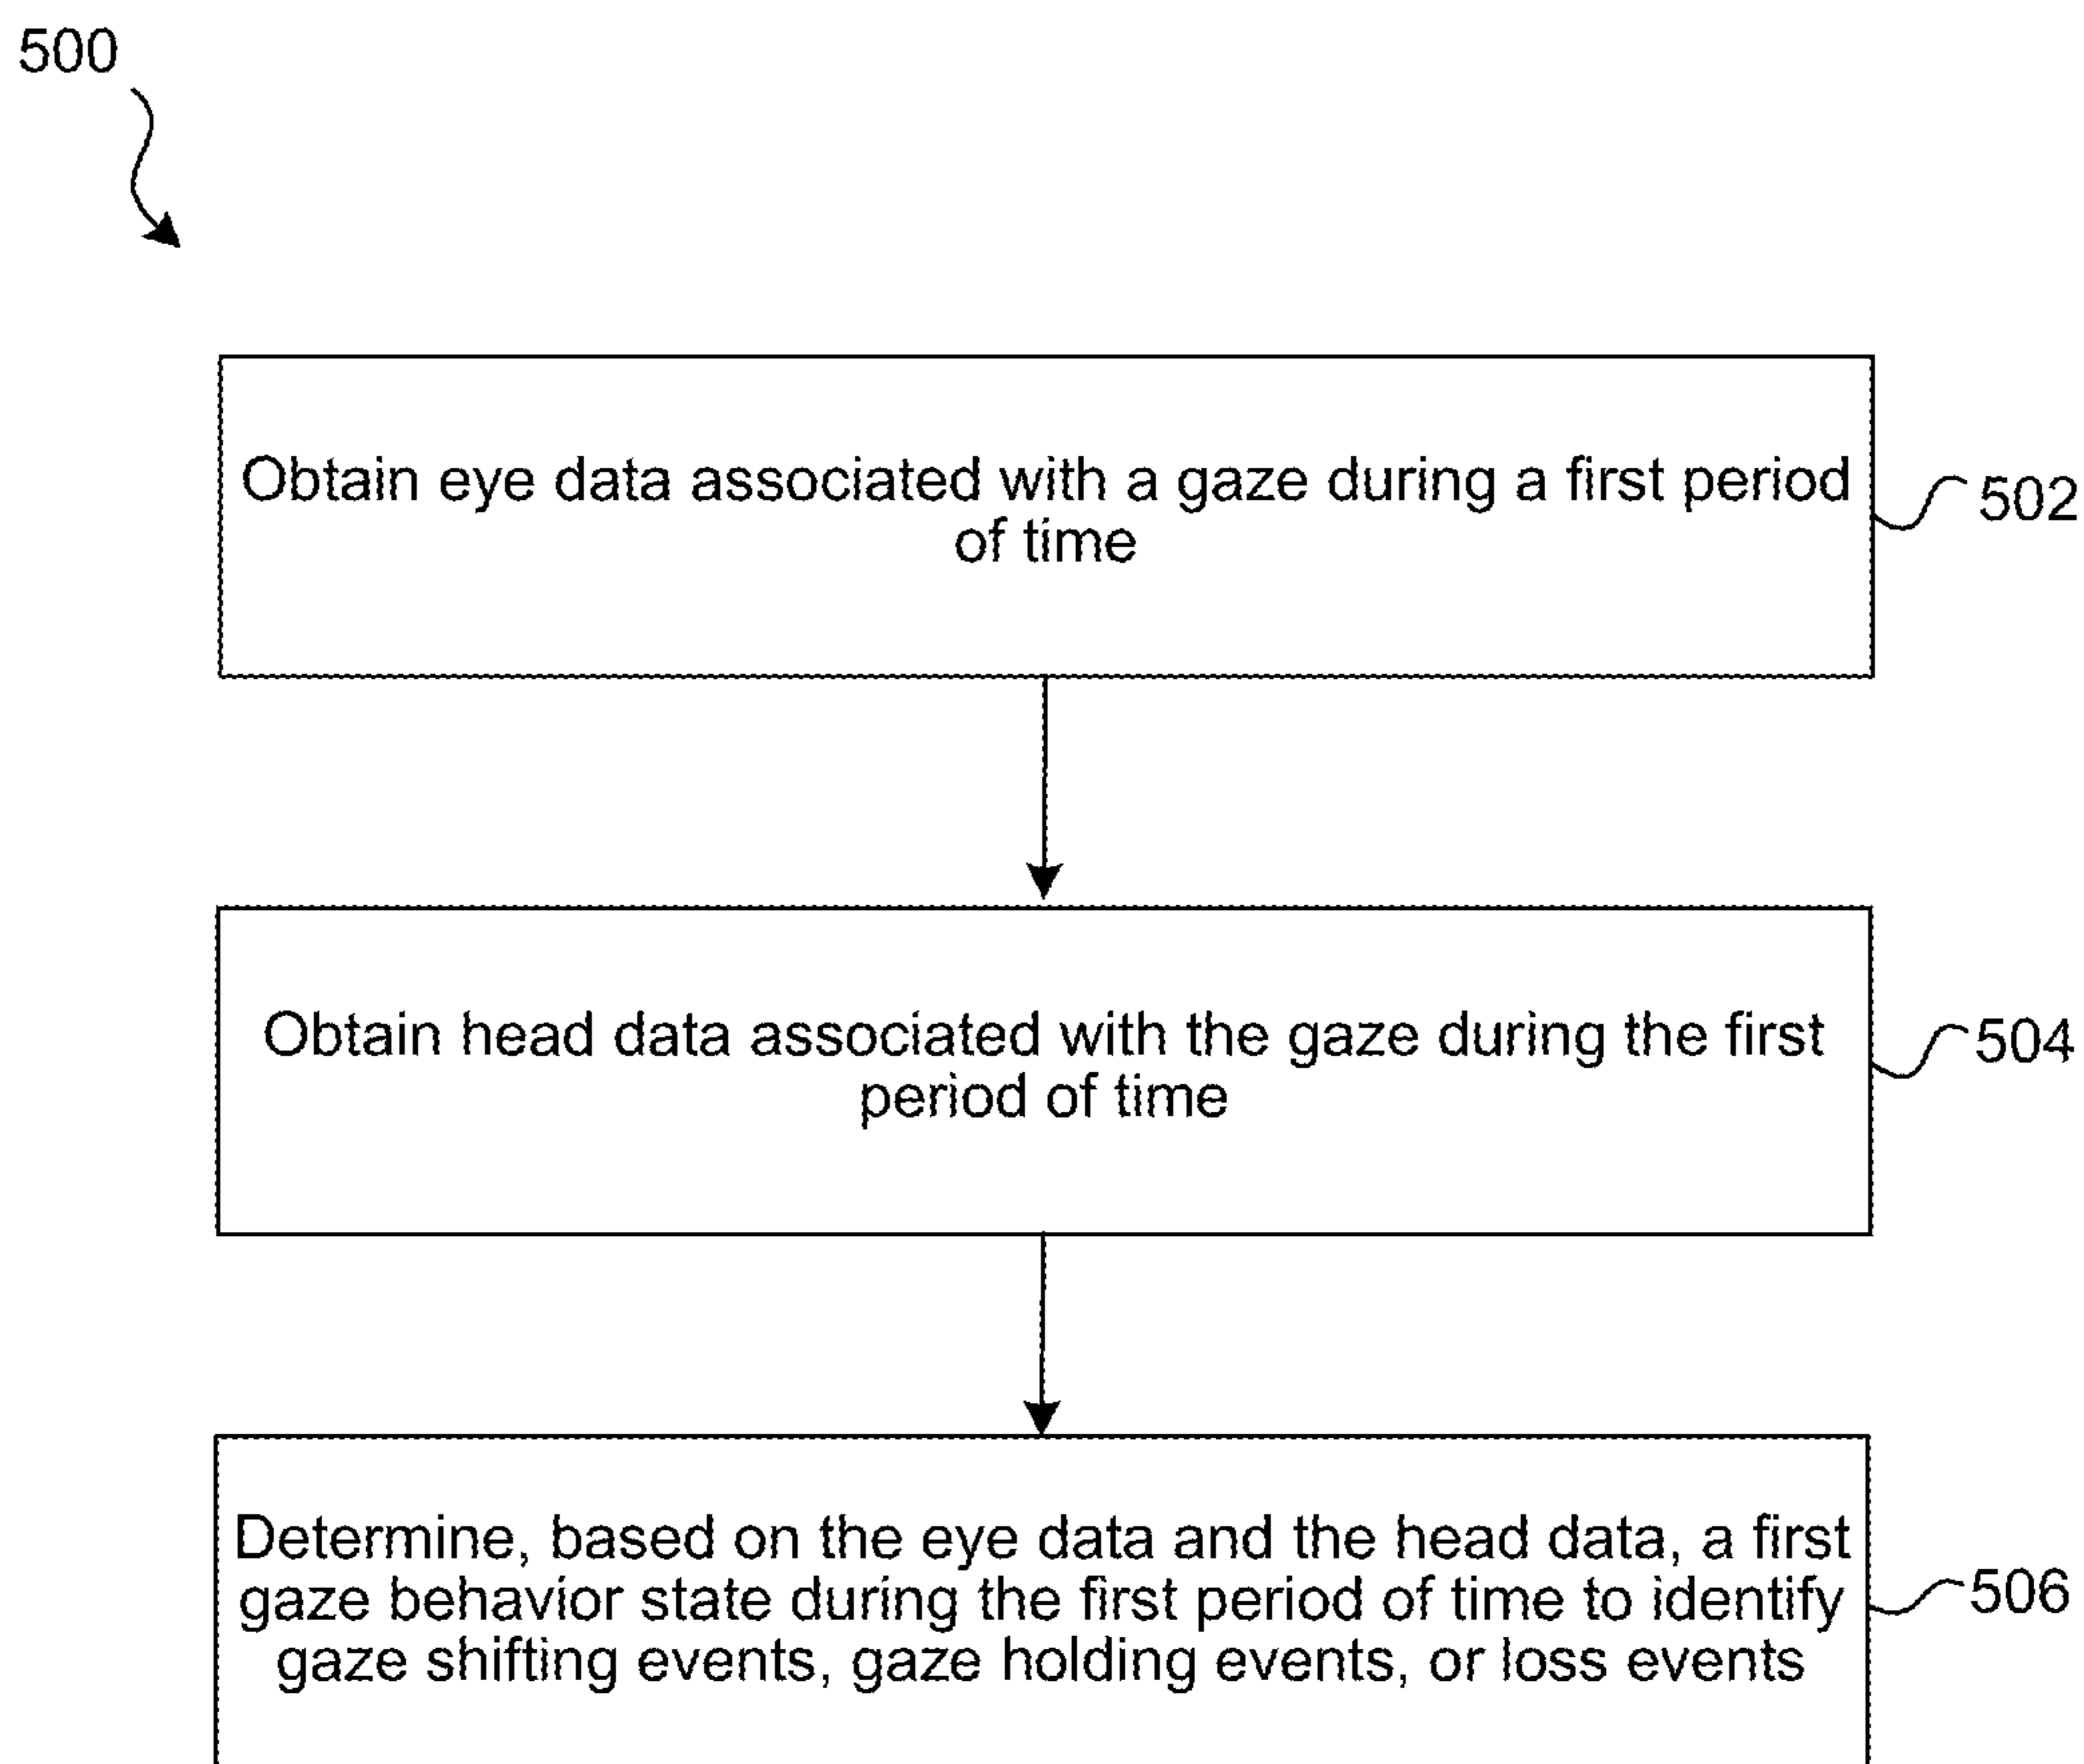 500
Obtain eye data associated with a gaze during a first period
of time
502
Obtain head data associated with the gaze during the first
period of time
504
Determine, based on the eye data and the head data, a first
gaze behavior state during the first period of time to identify
gaze shifting events, gaze holding events, or loss events
506